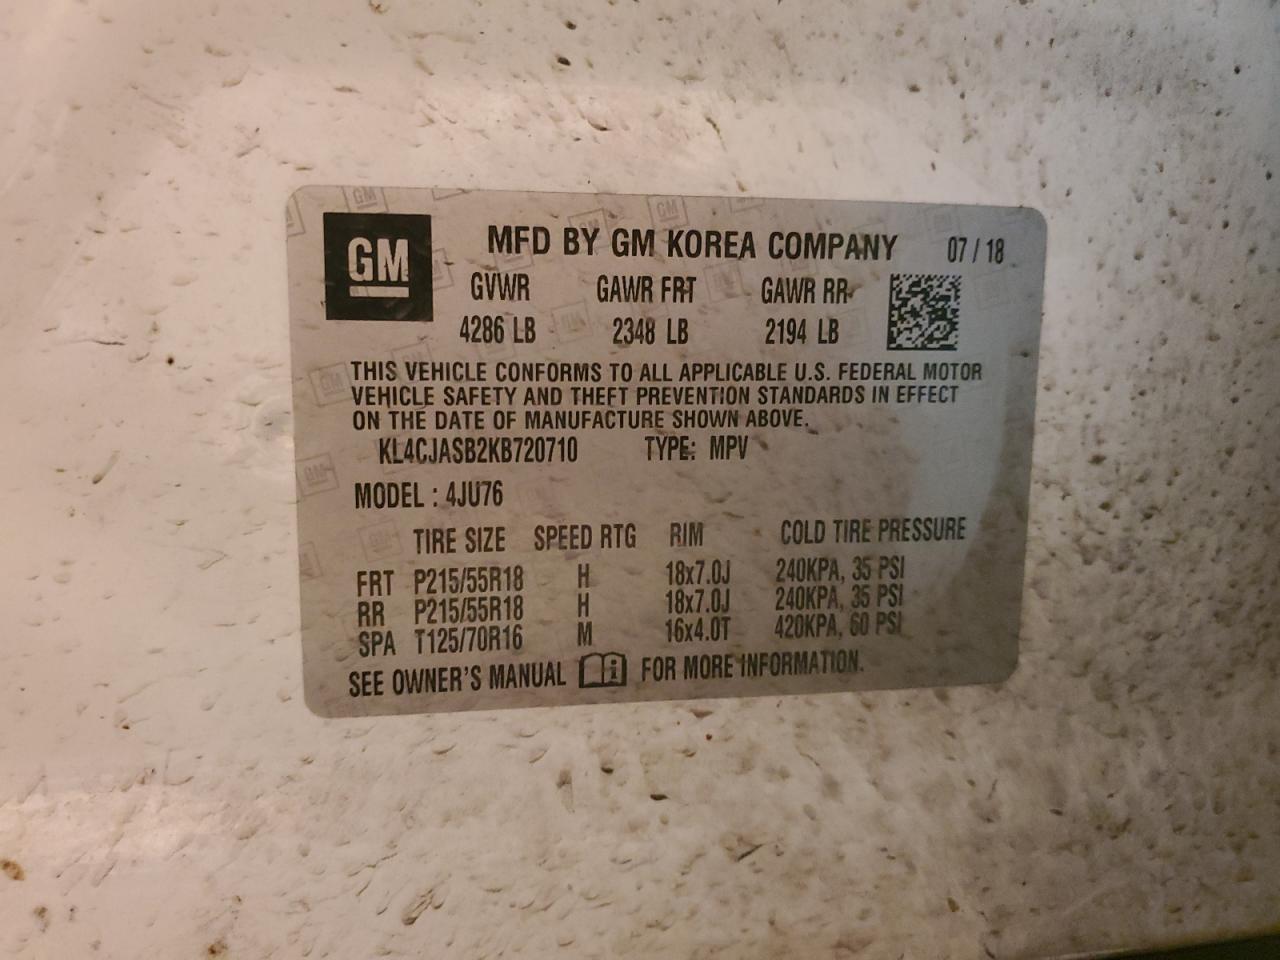 GM
MFD BY GM KOREA COMPANY 07 / 18
GVWR GAWR FRT GAWR RR
4286 LB 2348 LB 2194 LB
THIS VEHICLE CONFORMS TO ALL APPLICABLE U.S. FEDERAL MOTOR
VEHICLE SAFETY AND THEFT PREVENTION STANDARDS IN EFFECT
ON THE DATE OF MANUFACTURE SHOWN ABOVE.
KL4CJASB2KB720710 TYPE: MPV
MODEL : 4JU76
TIRE SIZE SPEED RTG RIM COLD TIRE PRESSURE
FRT P215/55R18 H 18x7.0J 240KPA, 35 PSI
RR P215/55R18 H 18x7.0J 240KPA, 35 PSI
SPA T125/70R16 M 16x4.0T 420KPA, 60 PSI
SEE OWNER'S MANUAL FOR MORE INFORMATION.